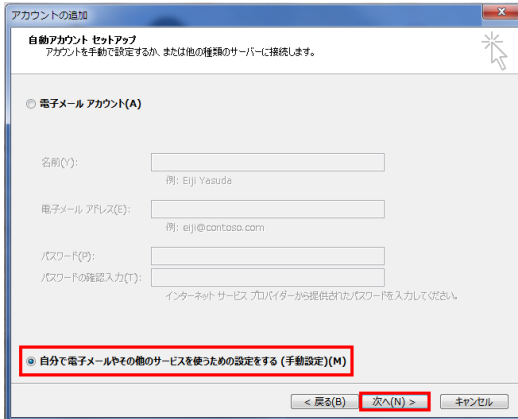 アカウントの追加
自動アカウント セットアップ
アカウントを手動で設定するか、または他の種類のサーバーに接続します。
電子メール アカウント(A)
名前(Y):
例: Eiji Yasuda
電子メール アドレス(E):
例: eiji@contoso.com
パスワード(P):
パスワードの確認入力(T):
インターネット サービス プロバイダーから提供されたパスワードを入力してください。
自分で電子メールやその他のサービスを使うための設定をする (手動設定)(M)
< 戻る(B) 次へ(N) > キャンセル